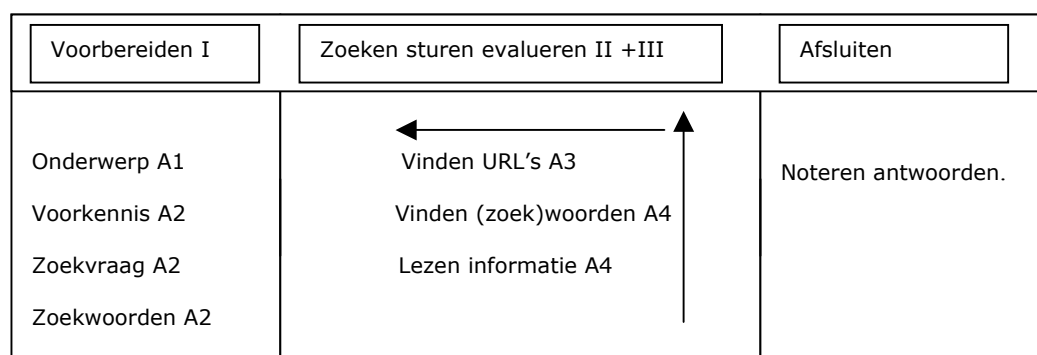 Voorbereiden I
Zoeken sturen evalueren II +III
Afsluiten
Onderwerp A1
Voorkennis A2
Zoekvraag A2
Zoekwoorden A2
Vinden URL's A3
Vinden (zoek)woorden A4
Lezen informatie A4
Noteren antwoorden.